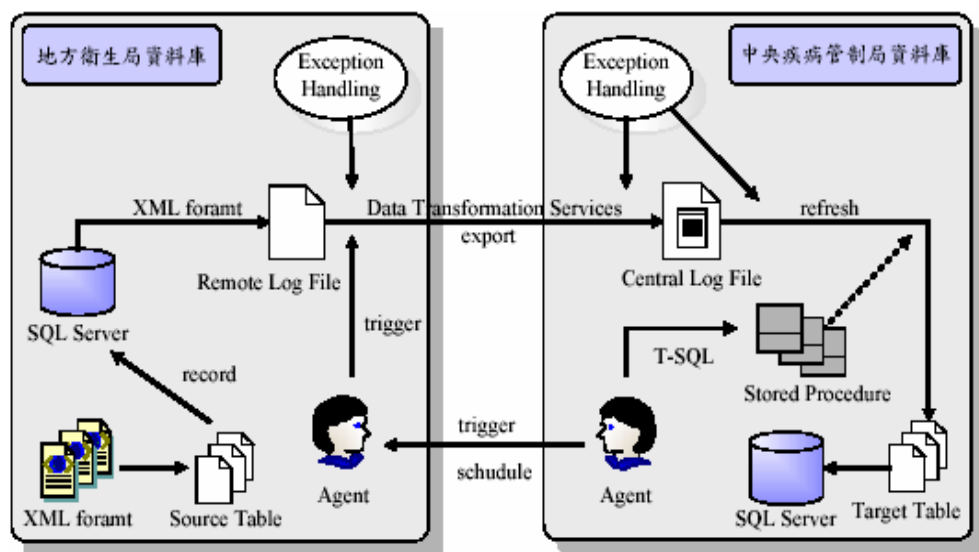 地方衛生局資料庫
Exception
Handling
XML foramt
Remote Log File
SQL Server
record
trigger
XML foramt
Source Table
Agent
Data Transformation Services
export
trigger
schudule
中央疾病管制局資料庫
Exception
Handling
refresh
Central Log File
T-SQL
Stored Procedure
Agent
SQL Server
Target Table